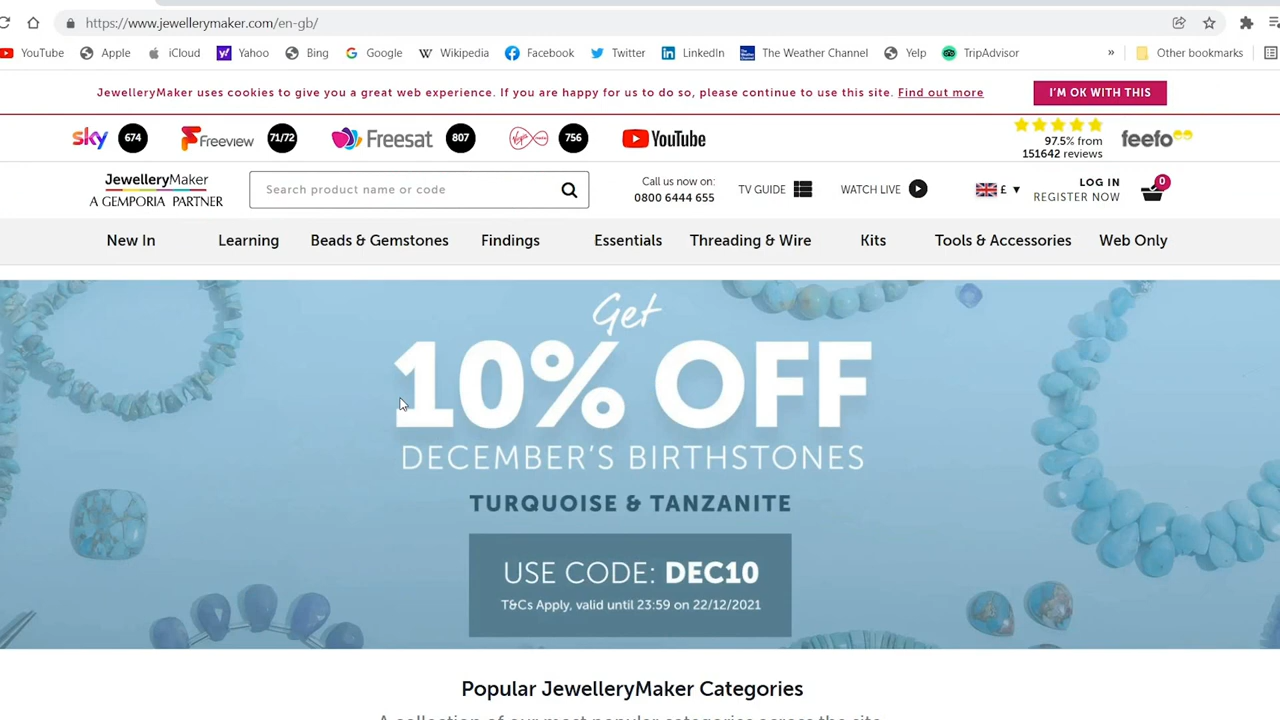 https://www.jewellerymaker.com/en-gb/
YouTube Apple iCloud Yahoo Bing Google Wikipedia Facebook Twitter LinkedIn The Weather Channel Yelp TripAdvisor » Other bookmarks
JewelleryMaker uses cookies to give you a great web experience. If you are happy for us to do so, please continue to use this site. Find out more
I'M OK WITH THIS
sky 674 Freeview 71/72 Freesat 807 756 YouTube
97.5% from
151642 reviews
feefo
JewelleryMaker
A GEMPORIA PARTNER
Search product name or code
Call us now on:
0800 6444 655
TV GUIDE
WATCH LIVE
£ ▼
LOG IN
REGISTER NOW
0
New In Learning Beads & Gemstones Findings Essentials Threading & Wire Kits Tools & Accessories Web Only
Get
10% OFF
DECEMBER'S BIRTHSTONES
TURQUOISE & TANZANITE
USE CODE: DEC10
T&Cs Apply, valid until 23:59 on 22/12/2021
Popular JewelleryMaker Categories
A collection of our most popular categories across the site